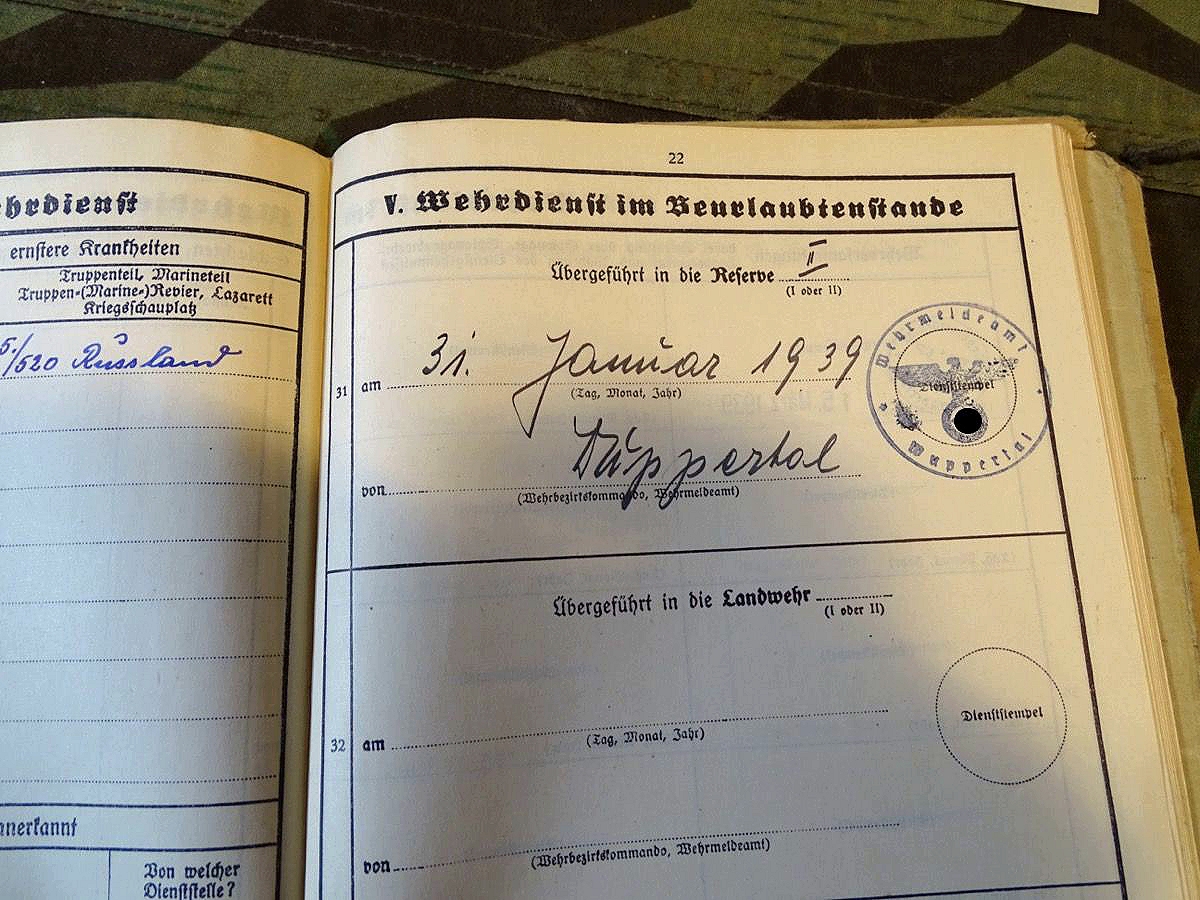 hrdienst
ernstere Krankheiten
Truppenteil, Marineteil
Truppen-(Marine-)Revier, Lazarett
Kriegsschauplatz
5./520 Russland
nerkannt
Von welcher
Dienststelle?
22
V. Wehrdienst im Beurlaubtenstande
Übergeführt in die Reserve II
(I oder II)
31 am 31. Januar 1939
(Tag, Monat, Jahr)
von Wuppertal
(Wehrbezirkskommando, Wehrmeldeamt)
Wehrmeldeamt
Dienststempel
Wuppertal
Übergeführt in die Landwehr
(I oder II)
Dienststempel
32 am
(Tag, Monat, Jahr)
von
(Wehrbezirkskommando, Wehrmeldeamt)